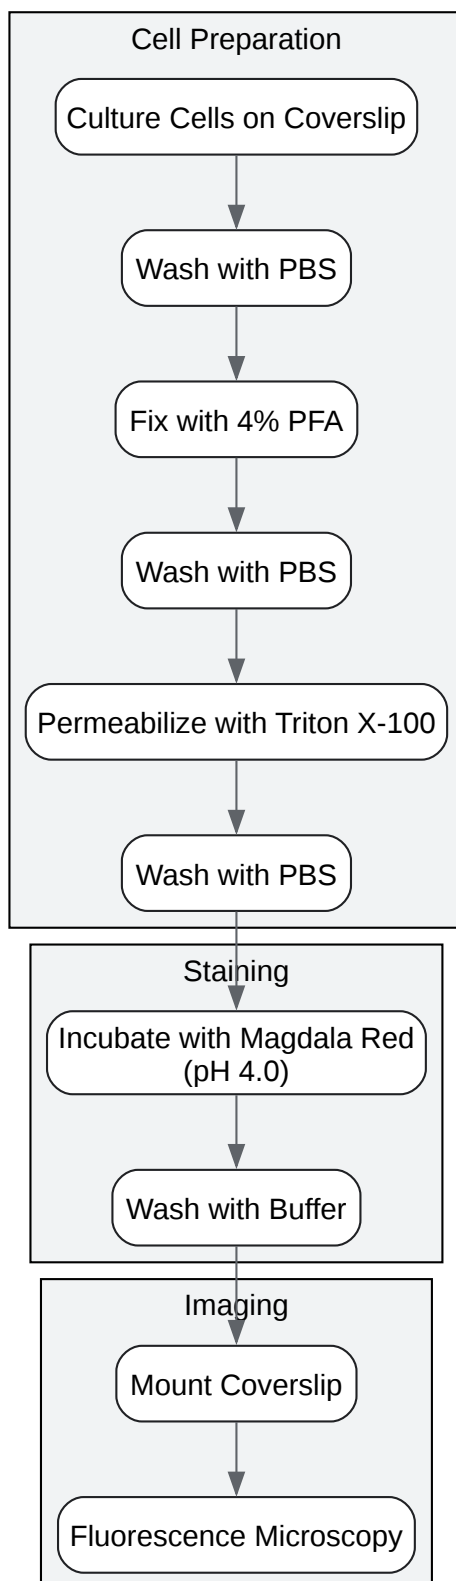 Cell Preparation
Culture Cells on Coverslip
Wash with PBS
Fix with 4% PFA
Wash with PBS
Permeabilize with Triton X-100
Wash with PBS
Staining
Incubate with Magdala Red
(pH 4.0)
Wash with Buffer
Imaging
Mount Coverslip
Fluorescence Microscopy